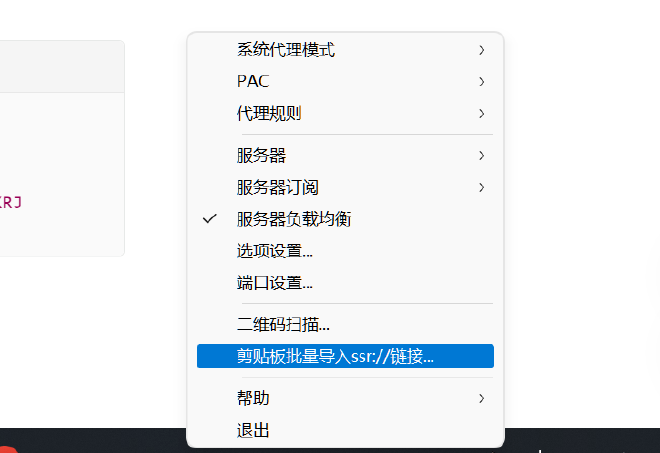 系统代理模式
PAC
代理规则
服务器
服务器订阅
RJ
服务器负载均衡
选项设置...
端口设置...
二维码扫描...
剪贴板批量导入ssr://链接...
帮助
退出